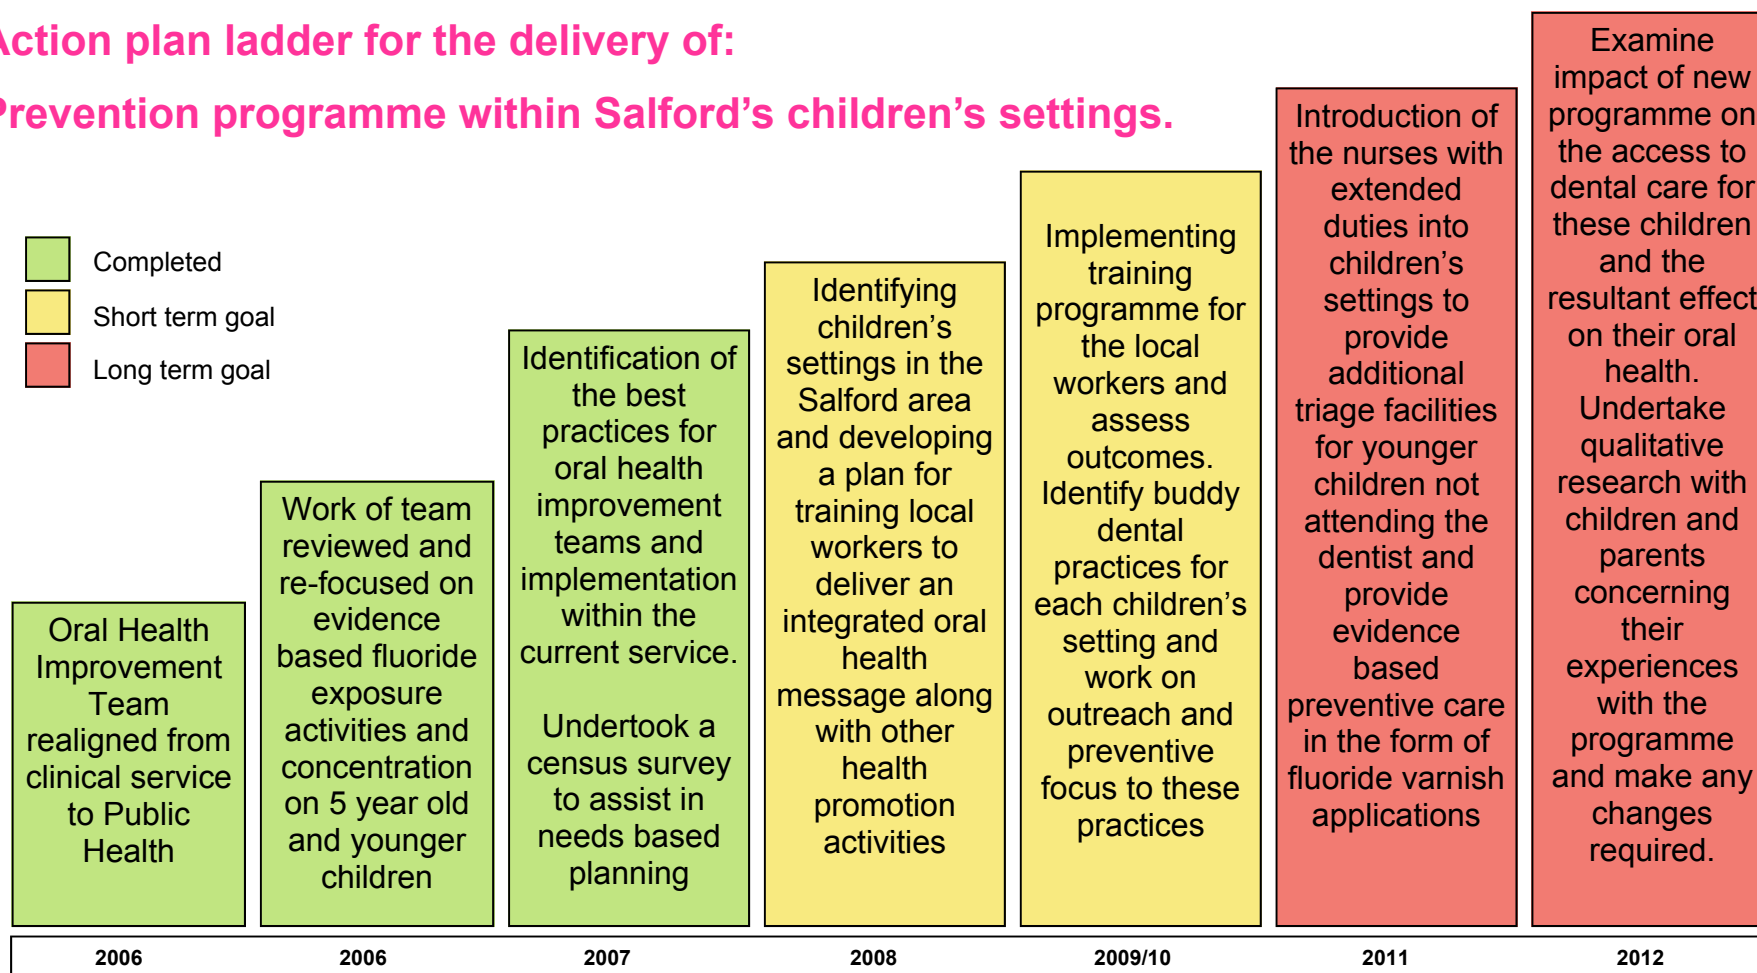 Action plan ladder for the delivery of:
Prevention programme within Salford's children's settings.
Completed
Short term goal
Long term goal
Oral Health
Improvement
Team
realigned from
clinical service
to Public
Health
Work of team
reviewed and
re-focused on
evidence
based fluoride
exposure
activities and
concentration
on 5 year old
and younger
children
Identification of
the best
practices for
oral health
improvement
teams and
implementation
within the
current service.
Undertook a
census survey
to assist in
needs based
planning
Identifying
children's
settings in the
Salford area
and developing
a plan for
training local
workers to
deliver an
integrated oral
health
message along
with other
health
promotion
activities
Implementing
training
programme for
the local
workers and
assess
outcomes.
Identify buddy
dental
practices for
each children's
setting and
work on
outreach and
preventive
focus to these
practices
Introduction of
the nurses with
extended
duties into
children's
settings to
provide
additional
triage facilities
for younger
children not
attending the
dentist and
provide
evidence
based
preventive care
in the form of
fluoride varnish
applications
Examine
impact of new
programme on
the access to
dental care for
these children
and the
resultant effect
on their oral
health.
Undertake
qualitative
research with
children and
parents
concerning
their
experiences
with the
programme
and make any
changes
required.
2006
2006
2007
2008
2009/10
2011
2012